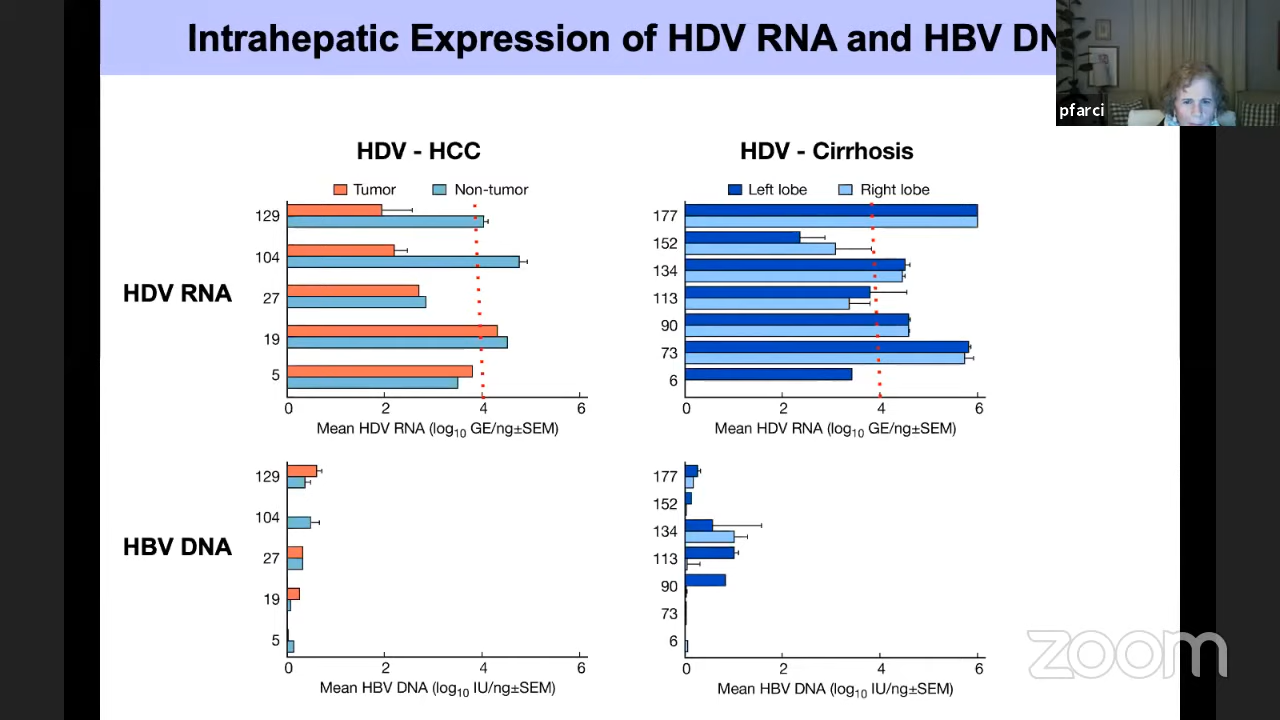 Intrahepatic Expression of HDV RNA and HBV DN
pfarci
HDV - HCC
Tumor Non-tumor
HDV RNA
129
104
27
19
5
0 2 4 6
Mean HDV RNA (log10 GE/ng±SEM)
HDV - Cirrhosis
Left lobe Right lobe
177
152
134
113
90
73
6
0 2 4 6
Mean HDV RNA (log10 GE/ng±SEM)
HBV DNA
129
104
27
19
5
0 2 4 6
Mean HBV DNA (log10 IU/ng±SEM)
177
152
134
113
90
73
6
0 2 4 6
Mean HBV DNA (log10 IU/ng±SEM)
zoom